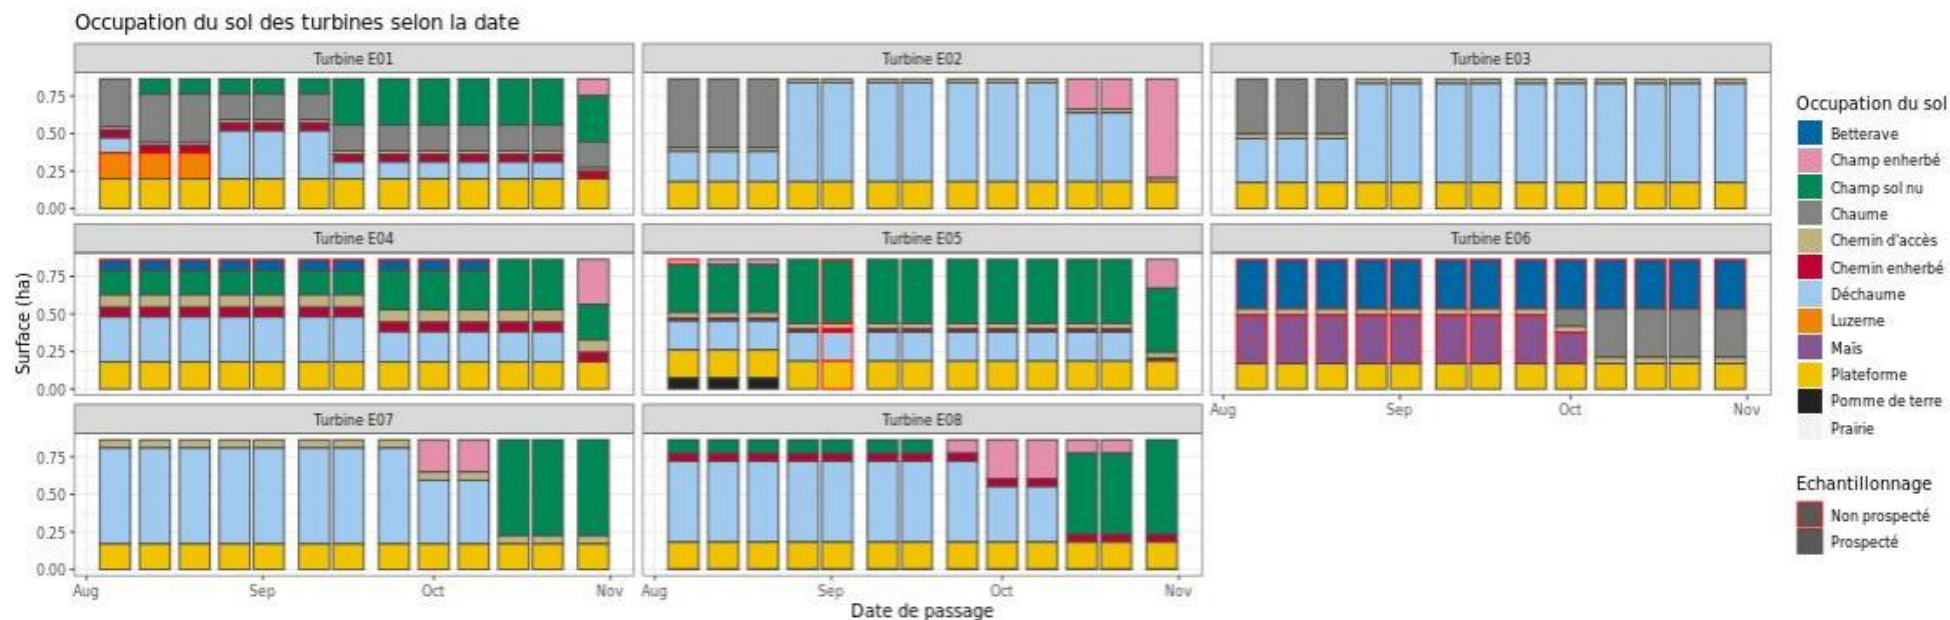 Occupation du sol des turbines selon la date
Turbine E01
Turbine E02
Turbine E03
0.75
0.50
0.25
0.00
Turbine E04
Turbine E05
Turbine E06
0.75
0.50
0.25
0.00
Aug Sep Oct Nov
Turbine E07
Turbine E08
0.75
0.50
0.25
0.00
Aug Sep Oct Nov
Aug Sep Oct Nov
Surface (ha)
Date de passage
Occupation du sol
Betterave
Champ enherbé
Champ sol nu
Chaume
Chemin d'accès
Chemin enherbé
Déchaume
Luzerne
Maïs
Plateforme
Pomme de terre
Prairie
Echantillonnage
Non prospecté
Prospecté